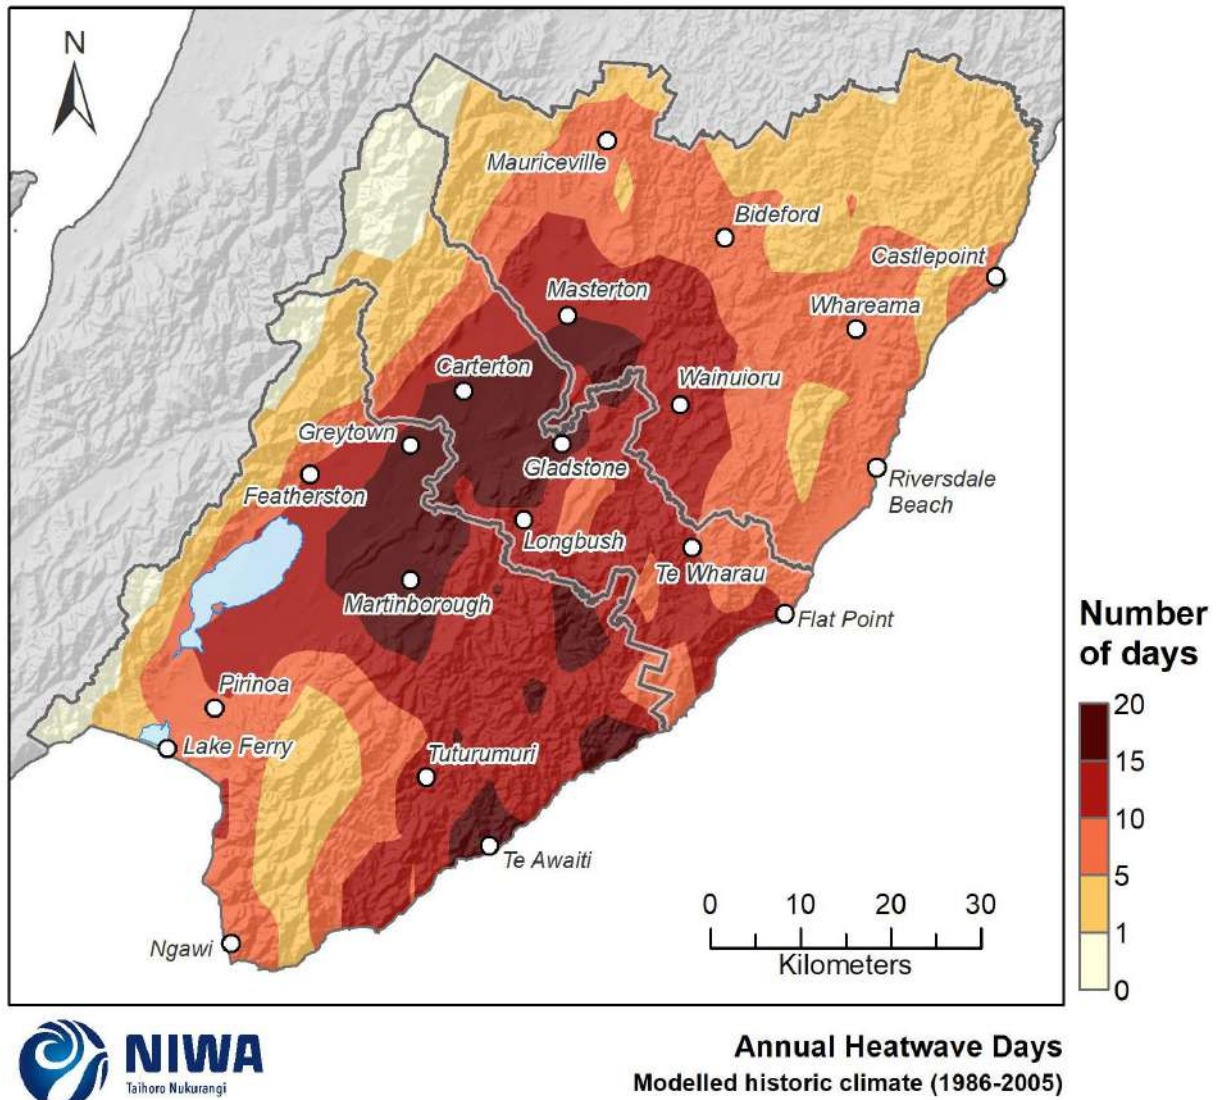 N
Mauriceville
Bideford
Castlepoint
Masterton
Whareama
Carterton
Wainuioru
Greytown
Gladstone
Featherston
Riversdale
Beach
Longbush
Te Wharau
Martinborough
Flat Point
Number
of days
Pirinoa
20
Lake Ferry
Tuturumuri
15
10
Te Awaiti
5
0 10 20 30
1
Ngawi
Kilometers
0
NIWA
Taihoro Nukurangi
Annual Heatwave Days
Modelled historic climate (1986-2005)